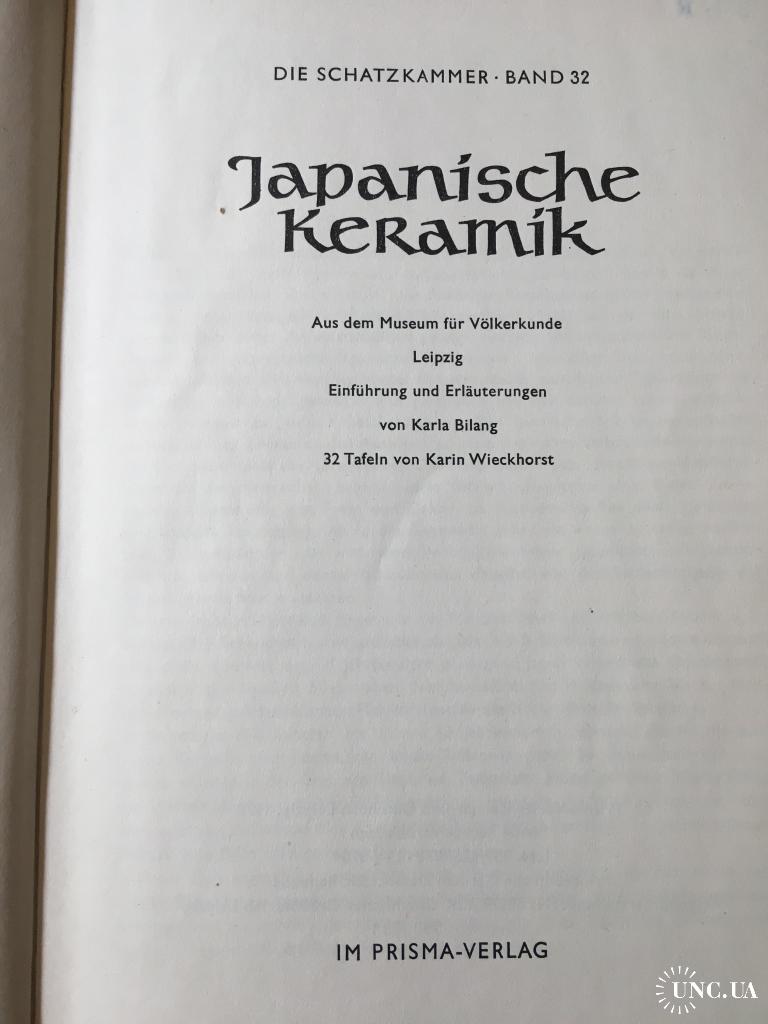 DIE SCHATZKAMMER · BAND 32
Japanische
Keramik
Aus dem Museum für Völkerkunde
Leipzig
Einführung und Erläuterungen
von Karla Bilang
32 Tafeln von Karin Wieckhorst
IM PRISMA-VERLAG
UNC.UA